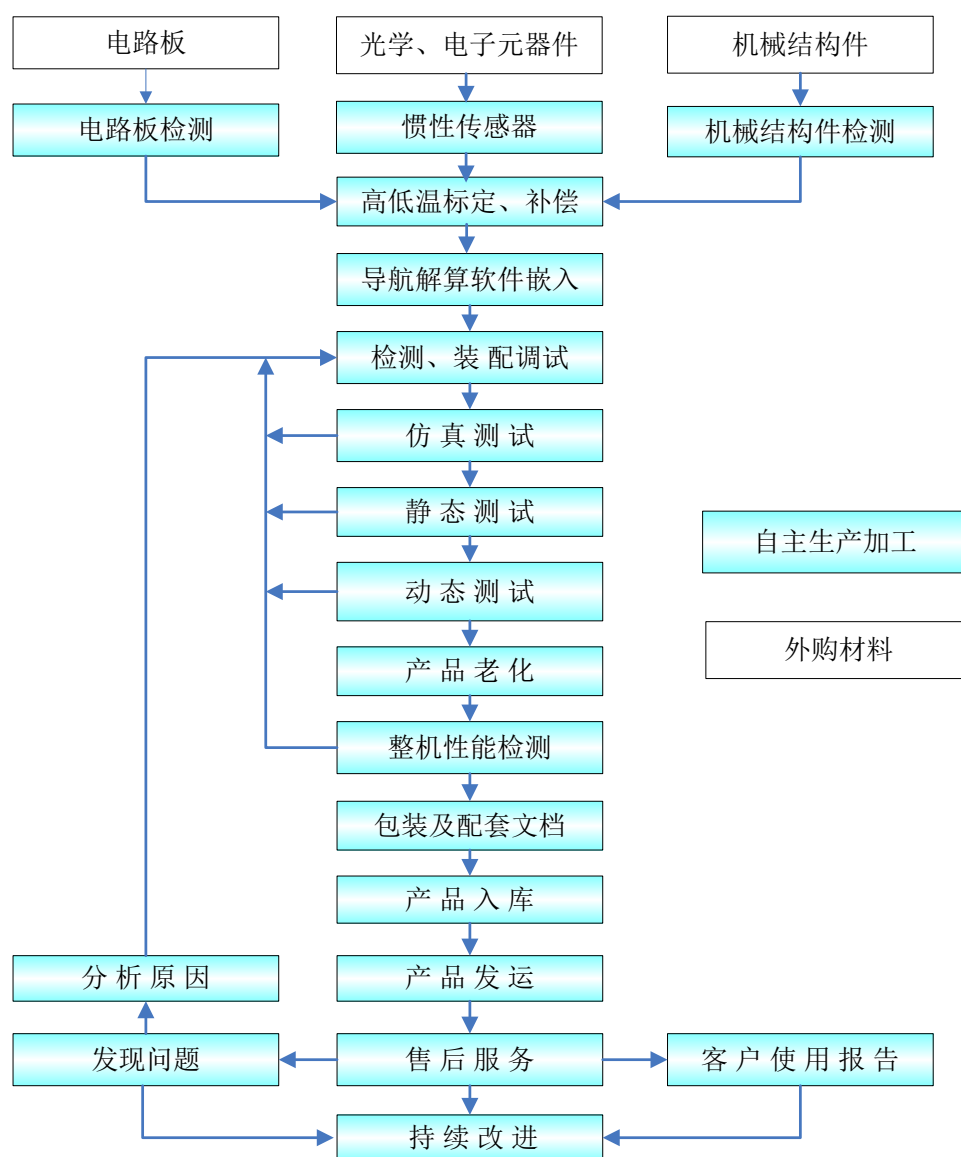 电路板
光学、电子元器件
机械结构件
电路板检测
惯性传感器
机械结构件检测
高低温标定、补偿
导航解算软件嵌入
检测、装 配调试
仿 真 测 试
静 态 测 试
自主生产加工
动 态 测 试
外购材料
产 品 老 化
整机性能检测
包装及配套文档
产 品 入 库
分 析 原 因
产 品 发 运
发现问题
售 后 服 务
客 户 使 用 报 告
持 续 改 进